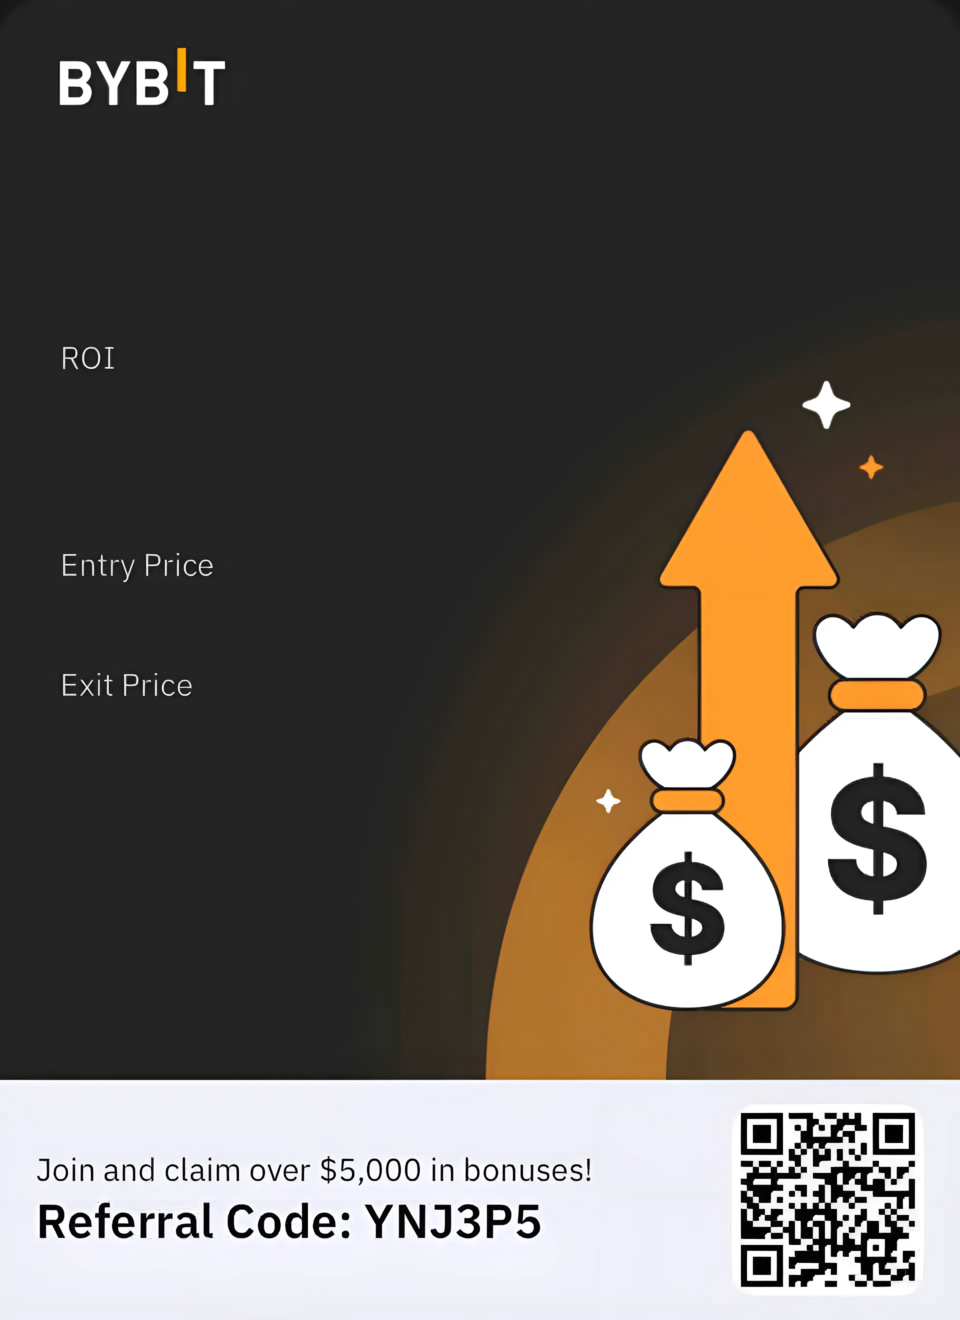 BYBIT
ROI
Entry Price
Exit Price
$
$
Join and claim over $5,000 in bonuses!
Referral Code: YNJ3P5